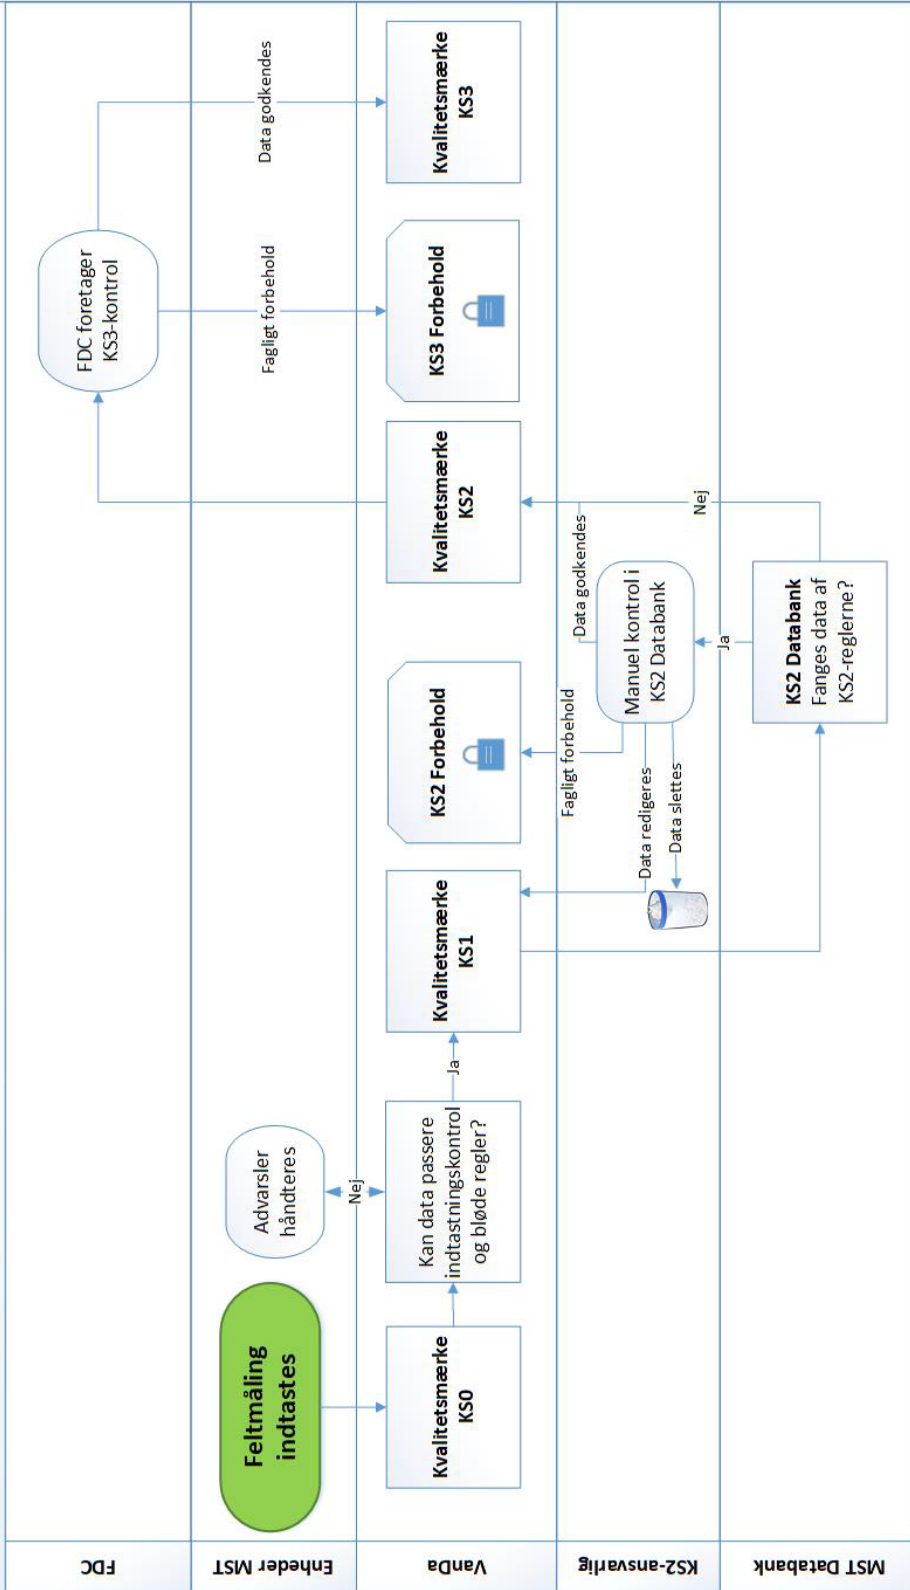 FDC
FDC foretager
KS3-kontrol
Enheder MST
Feltmåling
indtastes
Advarsler
håndteres
Nej
Fagligt forbehold
Data godkendes
VanDa
Kvalitetsmærke
KS0
Kan data passere
indtastningskontrol
og bløde regler?
Ja
Kvalitetsmærke
KS1
KS2 Forbehold
Kvalitetsmærke
KS2
KS3 Forbehold
Kvalitetsmærke
KS3
KS2-ansvarlig
Fagligt forbehold
Data godkendes
Data redigeres
Data slettes
Manuel kontrol i
KS2 Databank
Nej
Ja
MST Databank
KS2 Databank
Fanges data af
KS2-reglerne?